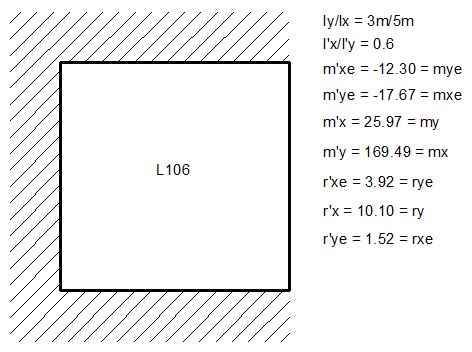 ly/lx = 3m/5m
l'x/l'y = 0.6
m'xe = -12.30 = mye
m'ye = -17.67 = mxe
m'x = 25.97 = my
L106
m'y = 169.49 = mx
r'xe = 3.92 = rye
r'x = 10.10 = ry
r'ye = 1.52 = rxe